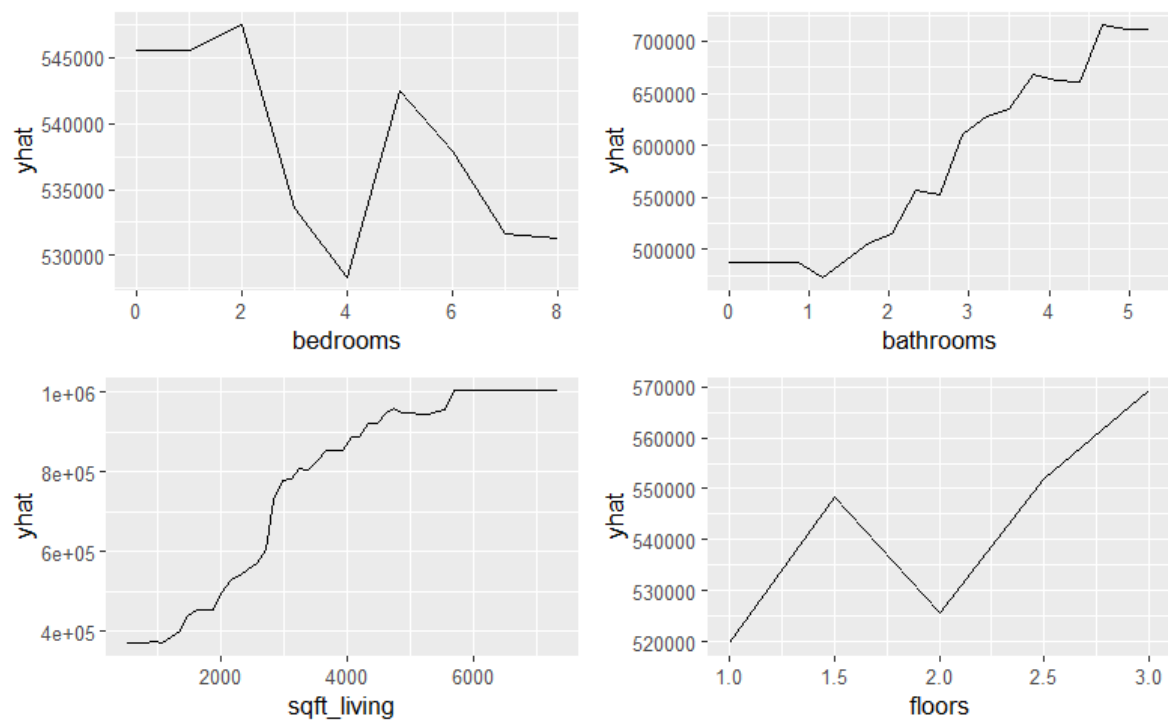 yhat
545000
540000
535000
530000
0 2 4 6 8
bedrooms
yhat
700000
650000
600000
550000
500000
0 1 2 3 4 5
bathrooms
yhat
1e+06
8e+05
6e+05
4e+05
2000 4000 6000
sqft_living
yhat
570000
560000
550000
540000
530000
520000
1.0 1.5 2.0 2.5 3.0
floors